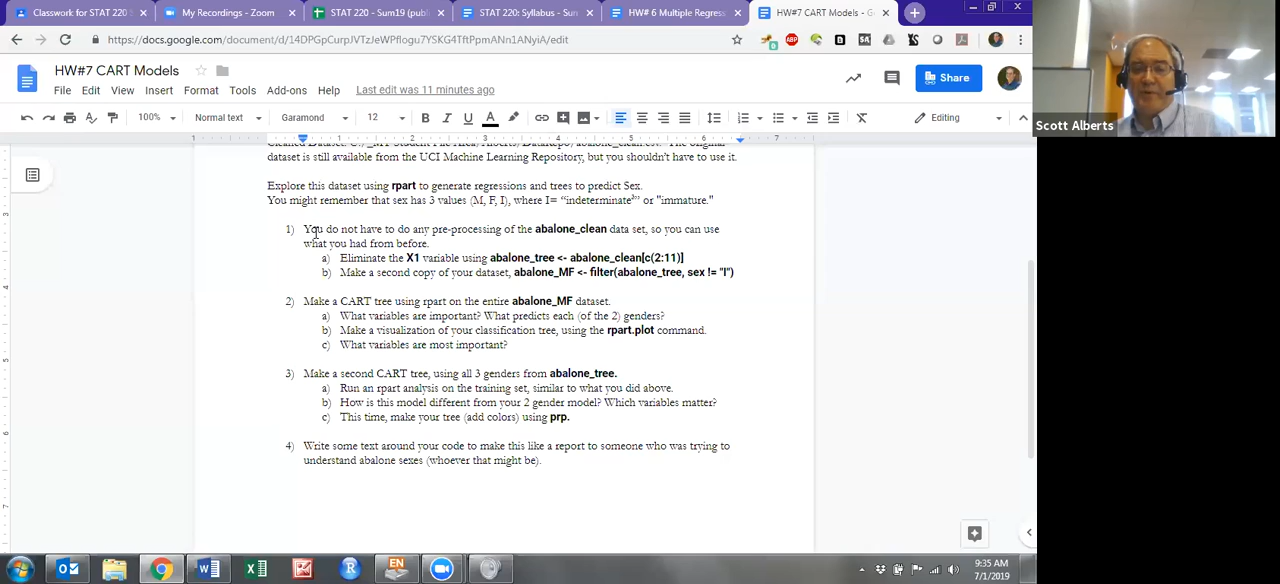 Classwork for STAT 220 S
My Recordings - Zoom
STAT 220 - Sum19 (publ
STAT 220: Syllabus - Sun
HW# 6 Multiple Regress
HW#7 CART Models - G
https://docs.google.com/document/d/14DPGpCurpJVTzJeWPflogu7YSKG4TftPpmANn1ANyiA/edit
HW#7 CART Models
File Edit View Insert Format Tools Add-ons Help Last edit was 11 minutes ago
Share
Scott Alberts
100% Normal text Garamond 12 B I U A Editing
1 1 2 3 4 5 6 7
dataset is still available from the UCI Machine Learning Repository, but you shouldn't have to use it.
Explore this dataset using rpart to generate regressions and trees to predict Sex.
You might remember that sex has 3 values (M, F, I), where I= “indeterminate” or "immature."
1) You do not have to do any pre-processing of the abalone_clean data set, so you can use
what you had from before.
a) Eliminate the X1 variable using abalone_tree <- abalone_clean[c(2:11)]
b) Make a second copy of your dataset, abalone_MF <- filter(abalone_tree, sex != "I")
2) Make a CART tree using rpart on the entire abalone_MF dataset.
a) What variables are important? What predicts each (of the 2) genders?
b) Make a visualization of your classification tree, using the rpart.plot command.
c) What variables are most important?
3) Make a second CART tree, using all 3 genders from abalone_tree.
a) Run an rpart analysis on the training set, similar to what you did above.
b) How is this model different from your 2 gender model? Which variables matter?
c) This time, make your tree (add colors) using prp.
4) Write some text around your code to make this like a report to someone who was trying to
understand abalone sexes (whoever that might be).
9:35 AM
7/1/2019